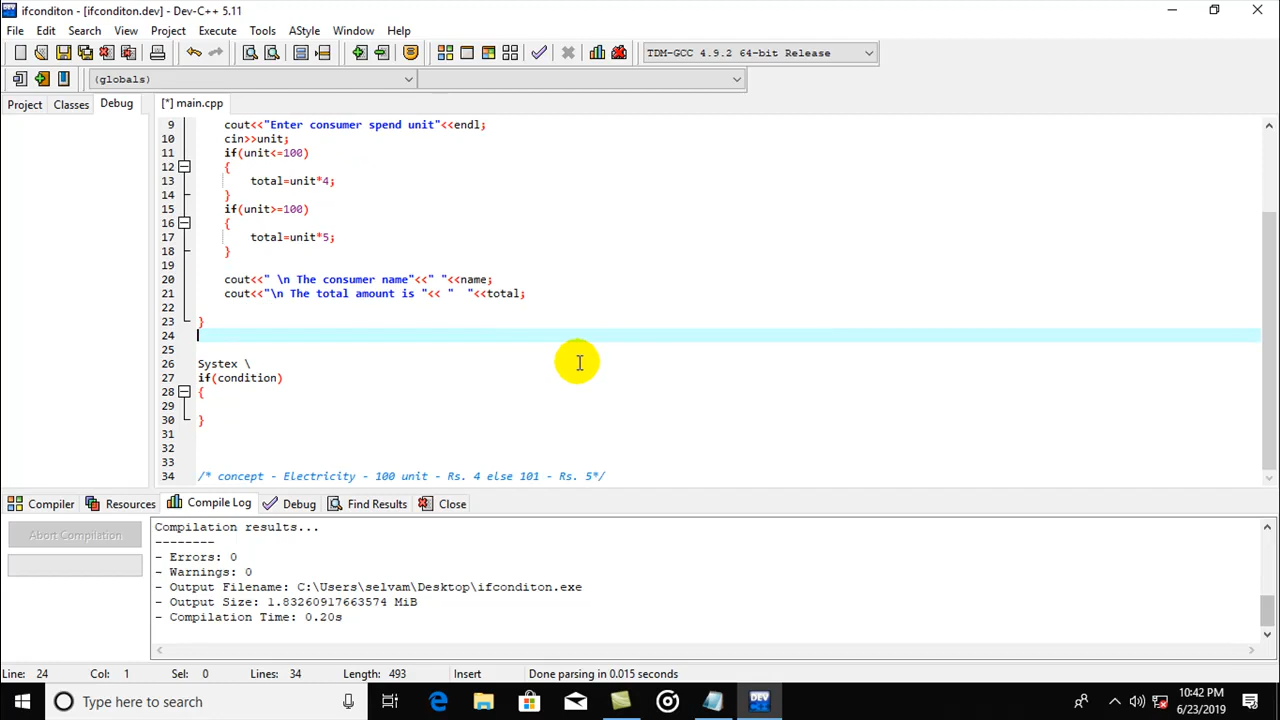 ifconditon - [ifconditon.dev] - Dev-C++ 5.11
File Edit Search View Project Execute Tools AStyle Window Help
TDM-GCC 4.9.2 64-bit Release
(globals)
Project Classes Debug [*] main.cpp
9 cout<<"Enter consumer spend unit"<<endl;
10 cin>>unit;
11 if(unit<=100)
12 {
13 total=unit*4;
14 }
15 if(unit>=100)
16 {
17 total=unit*5;
18 }
19
20 cout<<" \n The consumer name"<<" "<<name;
21 cout<<"\n The total amount is "<< "  "<<total;
22
23 }
24
25
26 Systex \
27 if(condition)
28 {
29
30 }
31
32
33
34 /* concept - Electricity - 100 unit - Rs. 4 else 101 - Rs. 5*/
Compiler Resources Compile Log Debug Find Results Close
Abort Compilation
Compilation results...
--------
- Errors: 0
- Warnings: 0
- Output Filename: C:\Users\selvam\Desktop\ifconditon.exe
- Output Size: 1.83260917663574 MiB
- Compilation Time: 0.20s
Line: 24 Col: 1 Sel: 0 Lines: 34 Length: 493 Insert Done parsing in 0.015 seconds
Type here to search
DEV
10:42 PM
6/23/2019